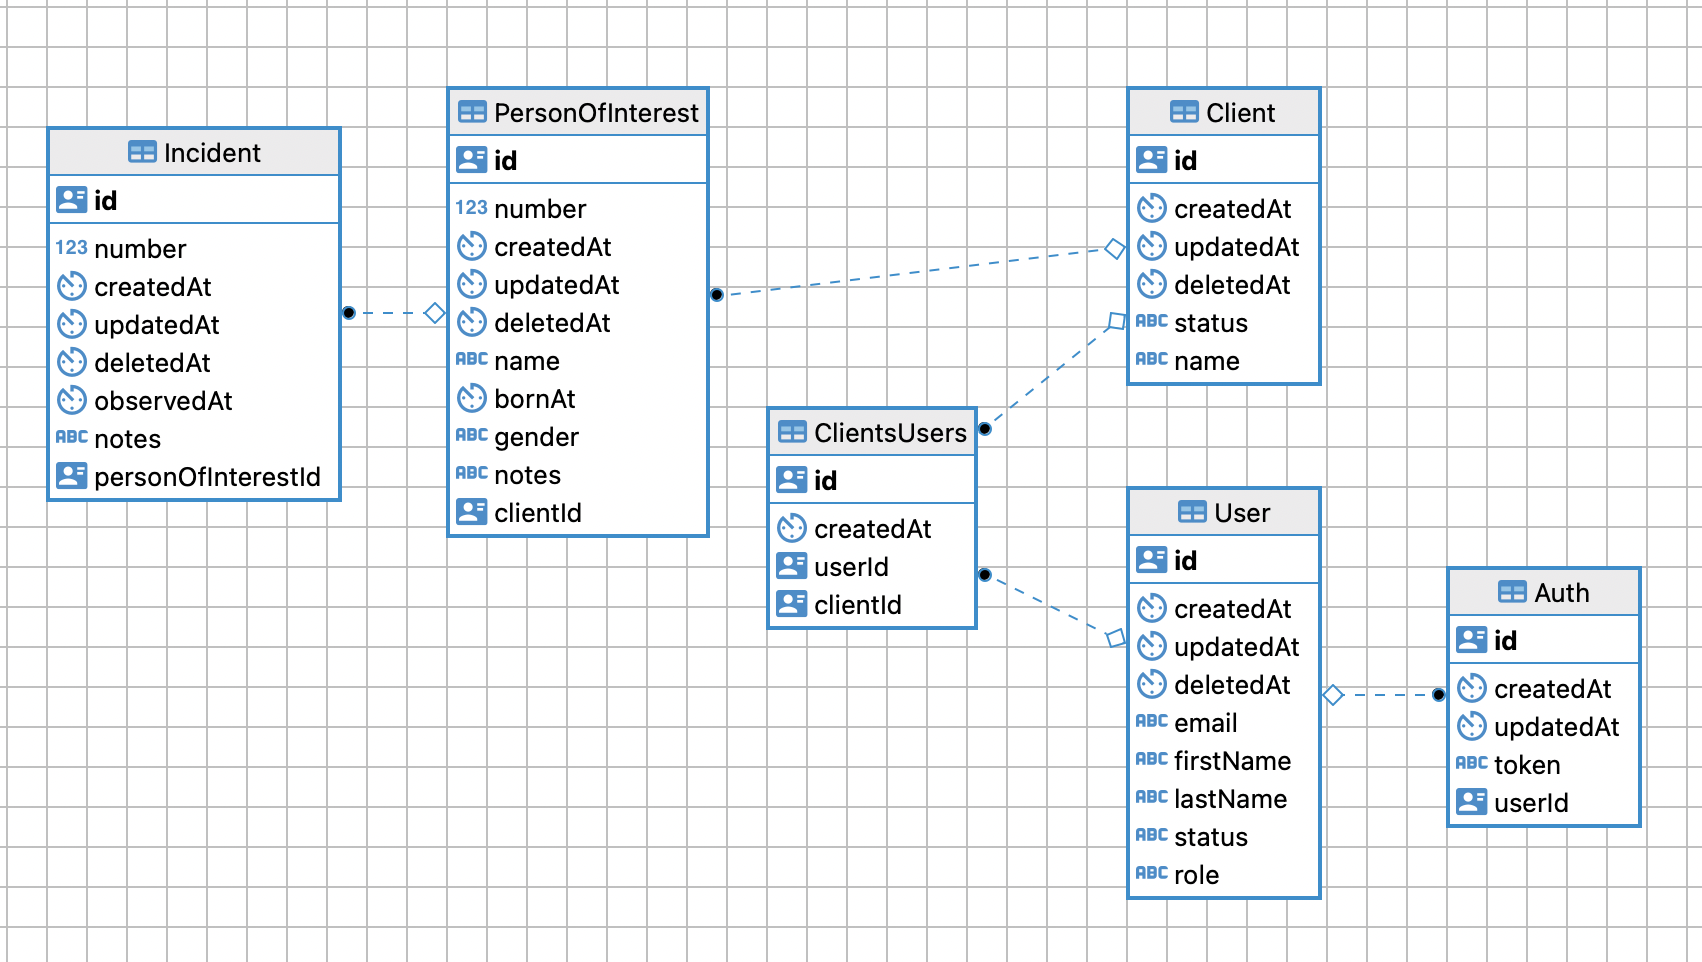 Incident
id
123 number
createdAt
updatedAt
deletedAt
observedAt
ABC notes
personOfInterestId
PersonOfInterest
id
123 number
createdAt
updatedAt
deletedAt
ABC name
bornAt
ABC gender
ABC notes
clientId
ClientsUsers
id
createdAt
userId
clientId
Client
id
createdAt
updatedAt
deletedAt
ABC status
ABC name
User
id
createdAt
updatedAt
deletedAt
ABC email
ABC firstName
ABC lastName
ABC status
ABC role
Auth
id
createdAt
updatedAt
ABC token
userId